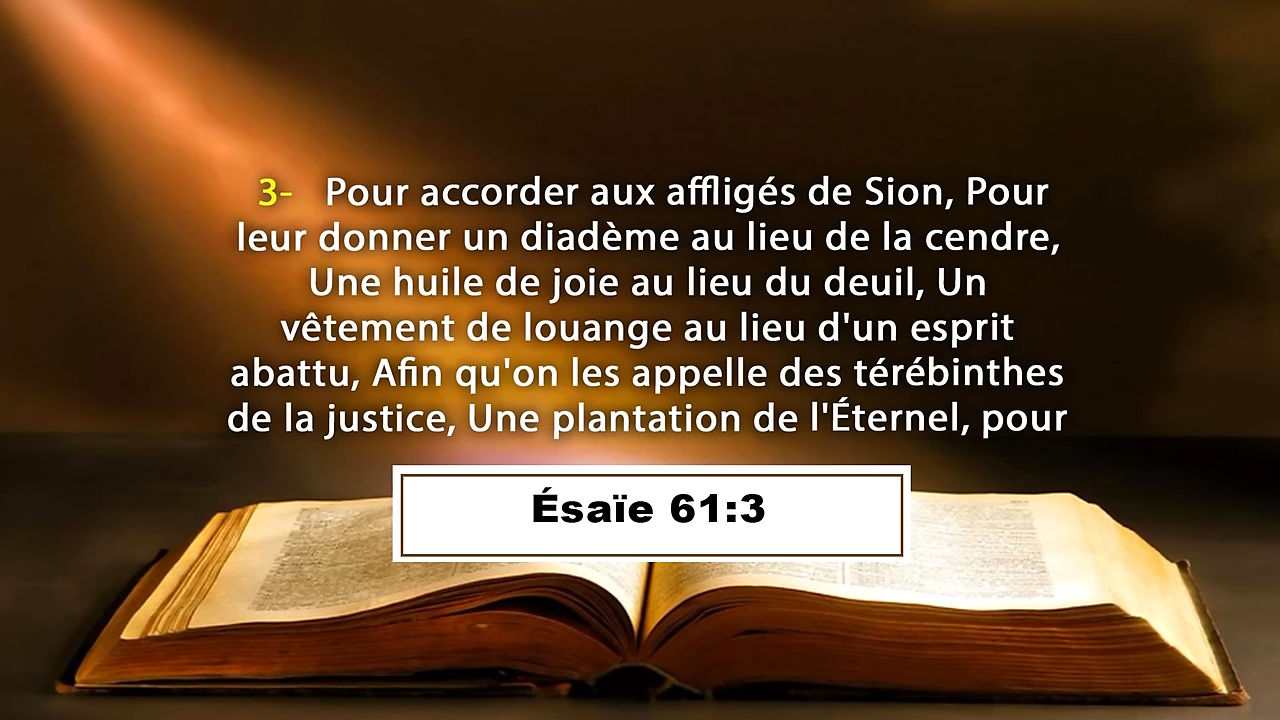 3- Pour accorder aux affligés de Sion, Pour
leur donner un diadème au lieu de la cendre,
Une huile de joie au lieu du deuil, Un
vêtement de louange au lieu d'un esprit
abattu, Afin qu'on les appelle des térébinthes
de la justice, Une plantation de l'Éternel, pour
Ésaïe 61:3